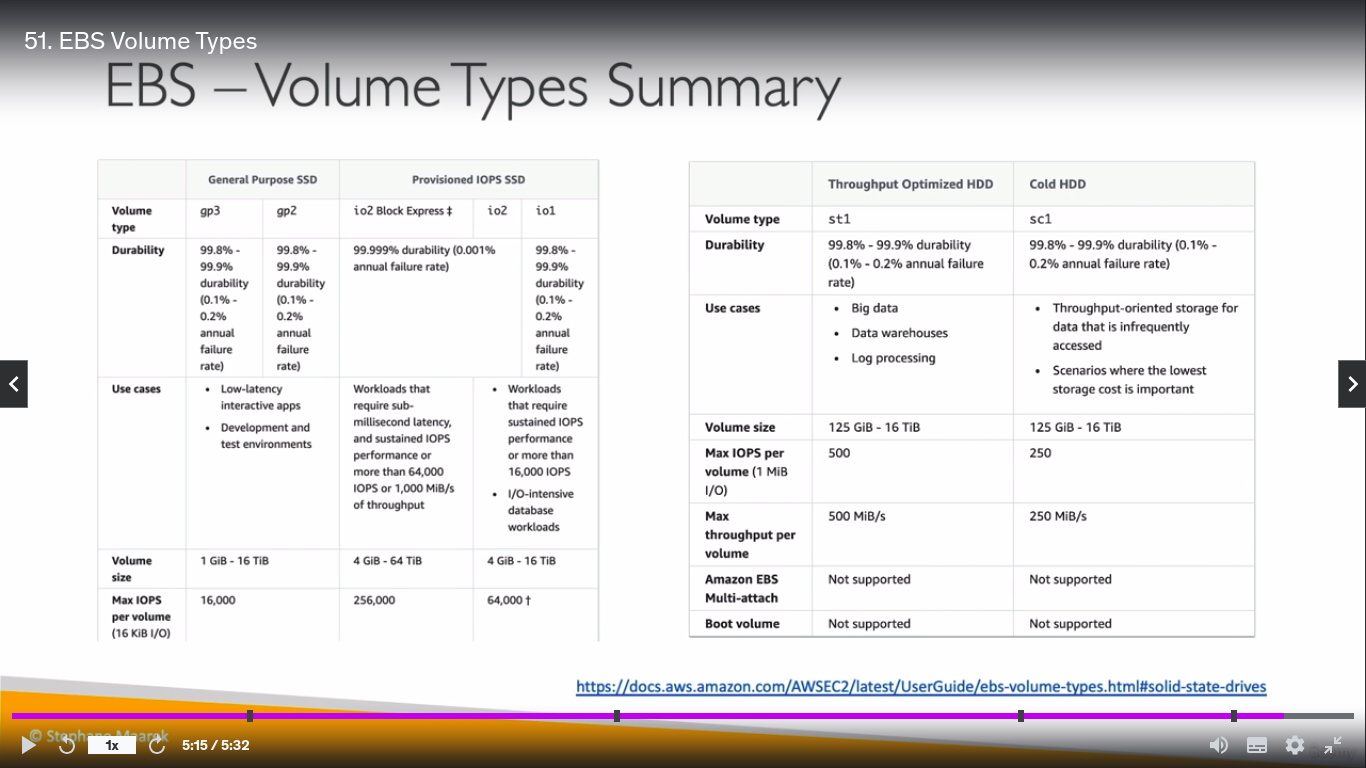 51. EBS Volume Types
EBS – Volume Types Summary
General Purpose SSD
Provisioned IOPS SSD
Volume
type
gp3
gp2
io2 Block Express ‡
io2
io1
Durability
99.8% -
99.9%
durability
(0.1% -
0.2%
annual
failure
rate)
99.8% -
99.9%
durability
(0.1% -
0.2%
annual
failure
rate)
99.999% durability (0.001%
annual failure rate)
99.8% -
99.9%
durability
(0.1% -
0.2%
annual
failure
rate)
Use cases
• Low-latency
interactive apps
• Development and
test environments
Workloads that
require sub-
millisecond latency,
and sustained IOPS
performance or
more than 64,000
IOPS or 1,000 MiB/s
of throughput
• Workloads
that require
sustained IOPS
performance
or more than
16,000 IOPS
• I/O-intensive
database
workloads
Volume
size
1 GiB - 16 TiB
4 GiB - 64 TiB
4 GiB - 16 TiB
Max IOPS
per volume
(16 KiB I/O)
16,000
256,000
64,000 †
Throughput Optimized HDD
Cold HDD
Volume type
st1
sc1
Durability
99.8% - 99.9% durability
(0.1% - 0.2% annual failure
rate)
99.8% - 99.9% durability (0.1% -
0.2% annual failure rate)
Use cases
• Big data
• Data warehouses
• Log processing
• Throughput-oriented storage for
data that is infrequently
accessed
• Scenarios where the lowest
storage cost is important
Volume size
125 GiB - 16 TiB
125 GiB - 16 TiB
Max IOPS per
volume (1 MiB
I/O)
500
250
Max
throughput per
volume
500 MiB/s
250 MiB/s
Amazon EBS
Multi-attach
Not supported
Not supported
Boot volume
Not supported
Not supported
https://docs.aws.amazon.com/AWSEC2/latest/UserGuide/ebs-volume-types.html#solid-state-drives
© Stephane Maarek
1x
5:15 / 5:32